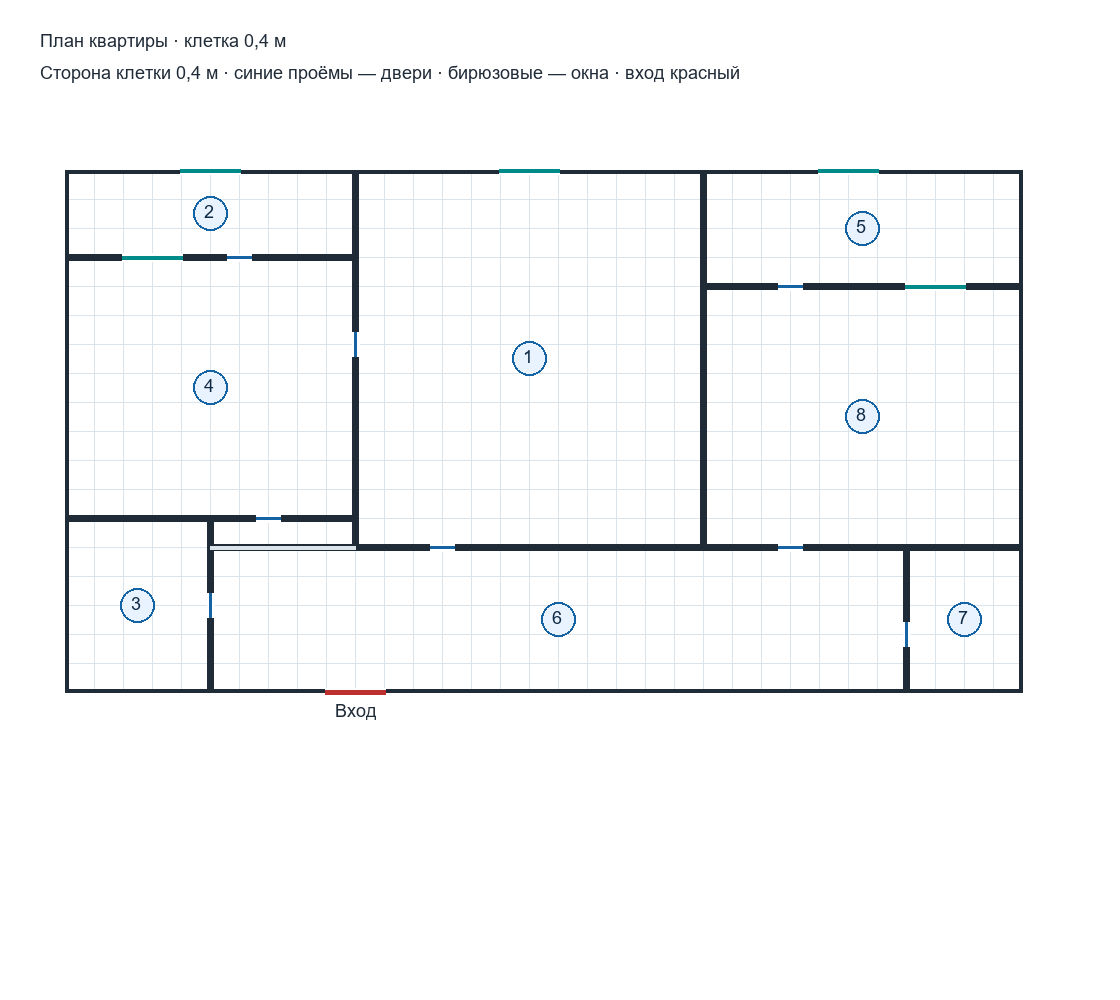 План квартиры · клетка 0,4 м
Сторона клетки 0,4 м · синие проёмы — двери · бирюзовые — окна · вход красный
2
5
1
4
8
3
6
7
Вход